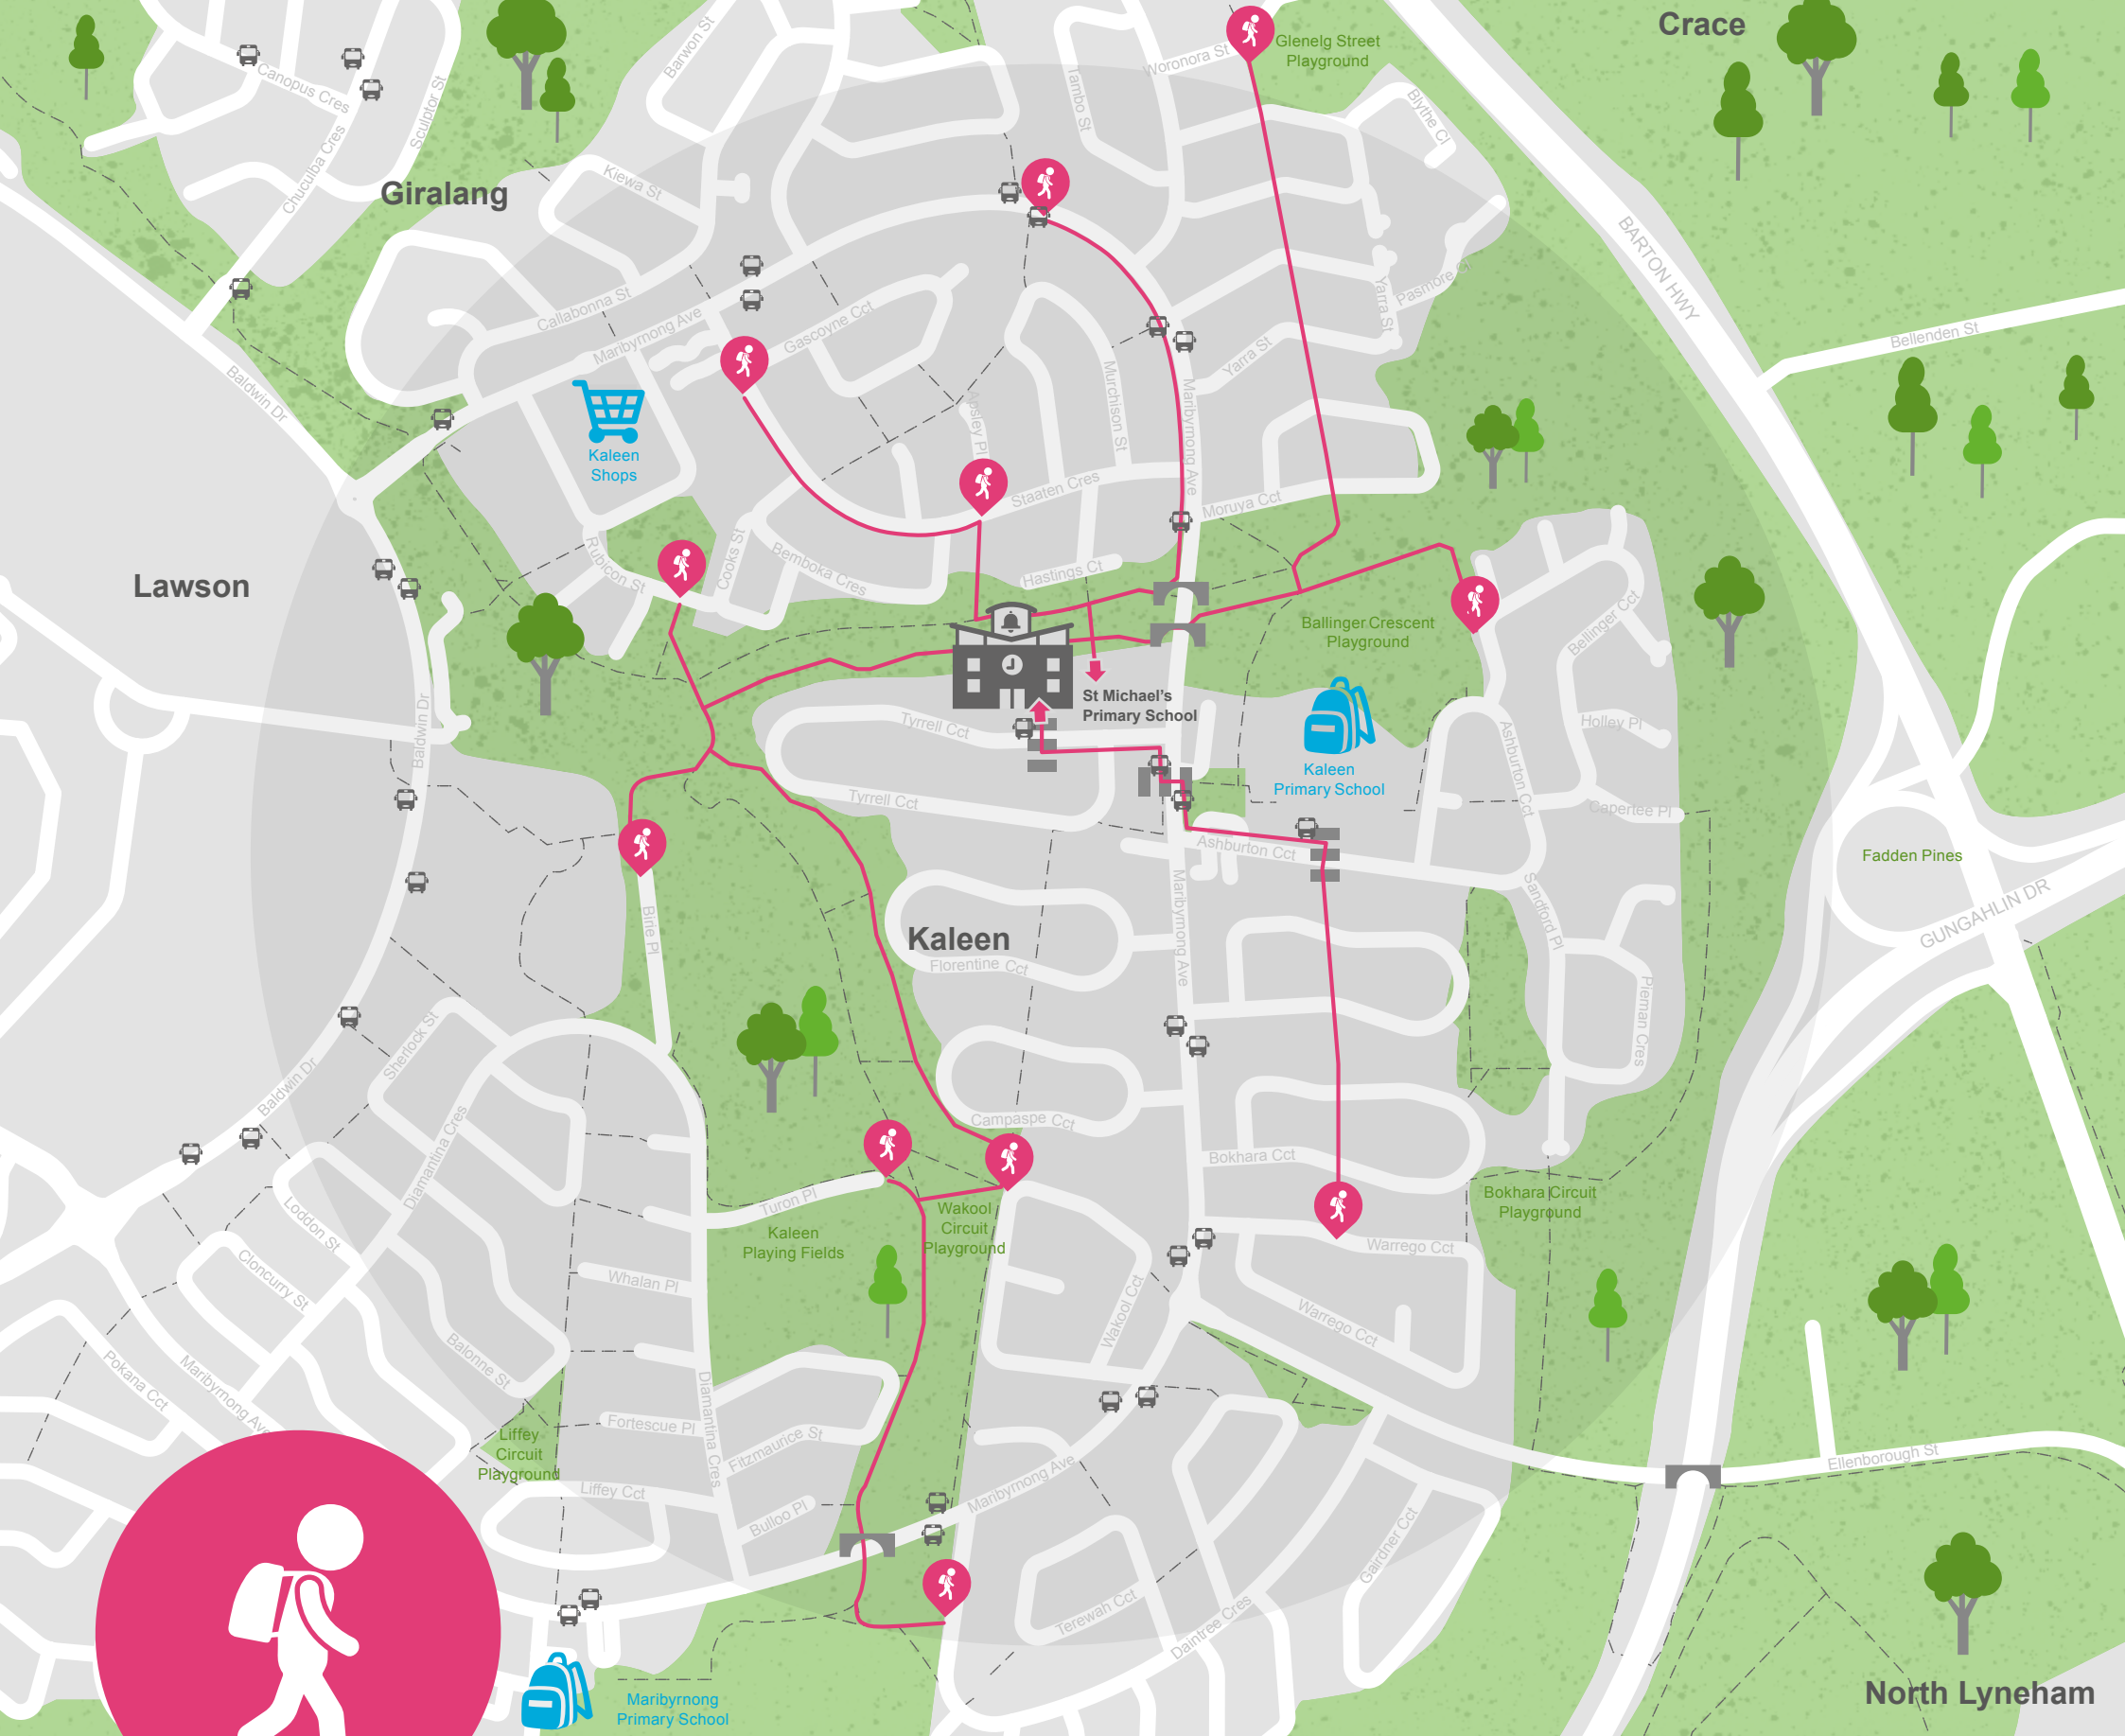 Crace
Glenelg Street
Playground
Woronora St
Barwon St
Tambo St
Blythe Cl
Canopus Cres
Sculptor St
Chuculba Cres
Giralang
Kiewa St
BARTON HWY
Pasmore Cl
Yarra St
Yarra St
Bellenden St
Callabonna St
Maribyrnong Ave
Gascoyne Cct
Baldwin Dr
Murchison St
Apsley Pl
Maribyrnong Ave
Kaleen
Shops
Staaten Cres
Moruya Cct
Lawson
Rubicon St
Cooks St
Bemboka Cres
Hastings Ct
Ballinger Crescent
Playground
Ballinger Cct
St Michael's
Primary School
Tyrrell Cct
Holley Pl
Baldwin Dr
Ashburton Cct
Kaleen
Primary School
Tyrrell Cct
Capertee Pl
Ashburton Cct
Fadden Pines
Sandford Pl
GUNGAHLIN DR
Birie Pl
Kaleen
Maribyrnong Ave
Florentine Cct
Pieman Cres
Sherlock St
Baldwin Dr
Campaspe Cct
Diamantina Cres
Bokhara Cct
Bokhara Circuit
Playground
Turon Pl
Wakool
Circuit
Playground
Kaleen
Playing Fields
Loddon St
Warrego Cct
Cloncurry St
Whalan Pl
Wakool Cct
Warrego Cct
Balonne St
Pokana Cct
Maribyrnong Ave
Diamantina Cres
Fortescue Pl
Fitzmaurice St
Liffey
Circuit
Playground
Ellenborough St
Liffey Cct
Bulloo Pl
Maribyrnong Ave
Gairdner Cct
Terewah Cct
Daintree Cres
Maribyrnong
Primary School
North Lyneham